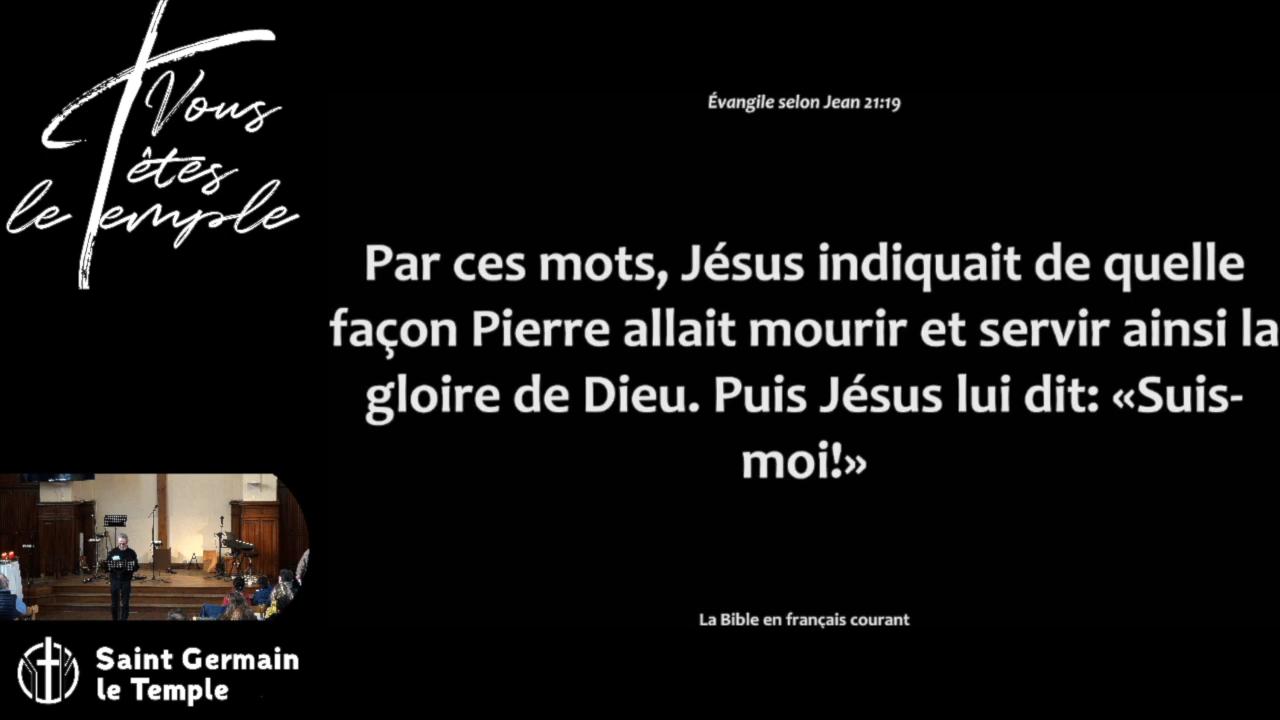 Vous
êtes
le Temple
Évangile selon Jean 21:19
Par ces mots, Jésus indiquait de quelle
façon Pierre allait mourir et servir ainsi la
gloire de Dieu. Puis Jésus lui dit: «Suis-
moi!»
La Bible en français courant
Saint Germain
le Temple